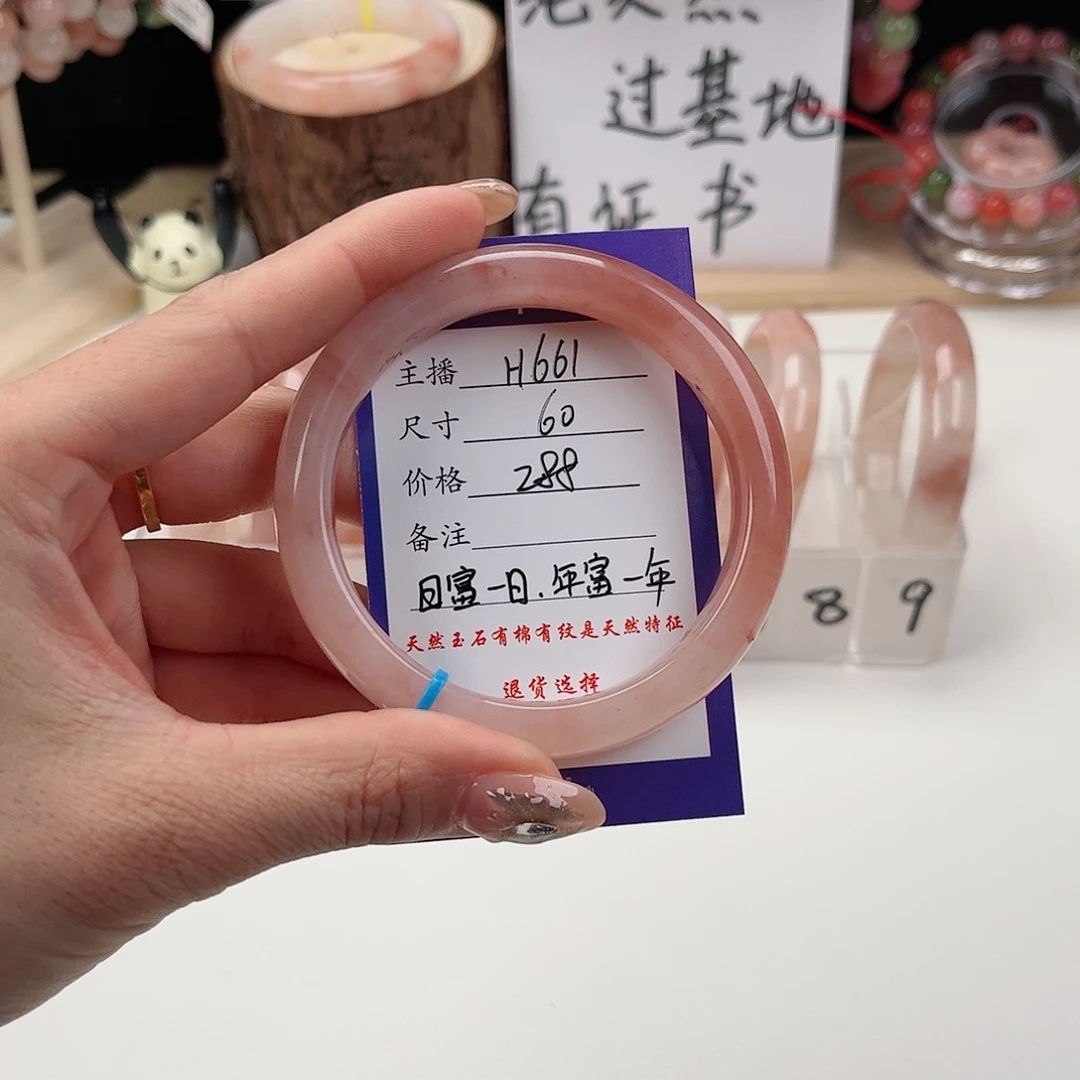 过基地
有证书
主播 H661
尺寸 60
价格 288
备注
日富一日.年富一年
天然玉石有棉有纹是天然特征
退货选择
8 9